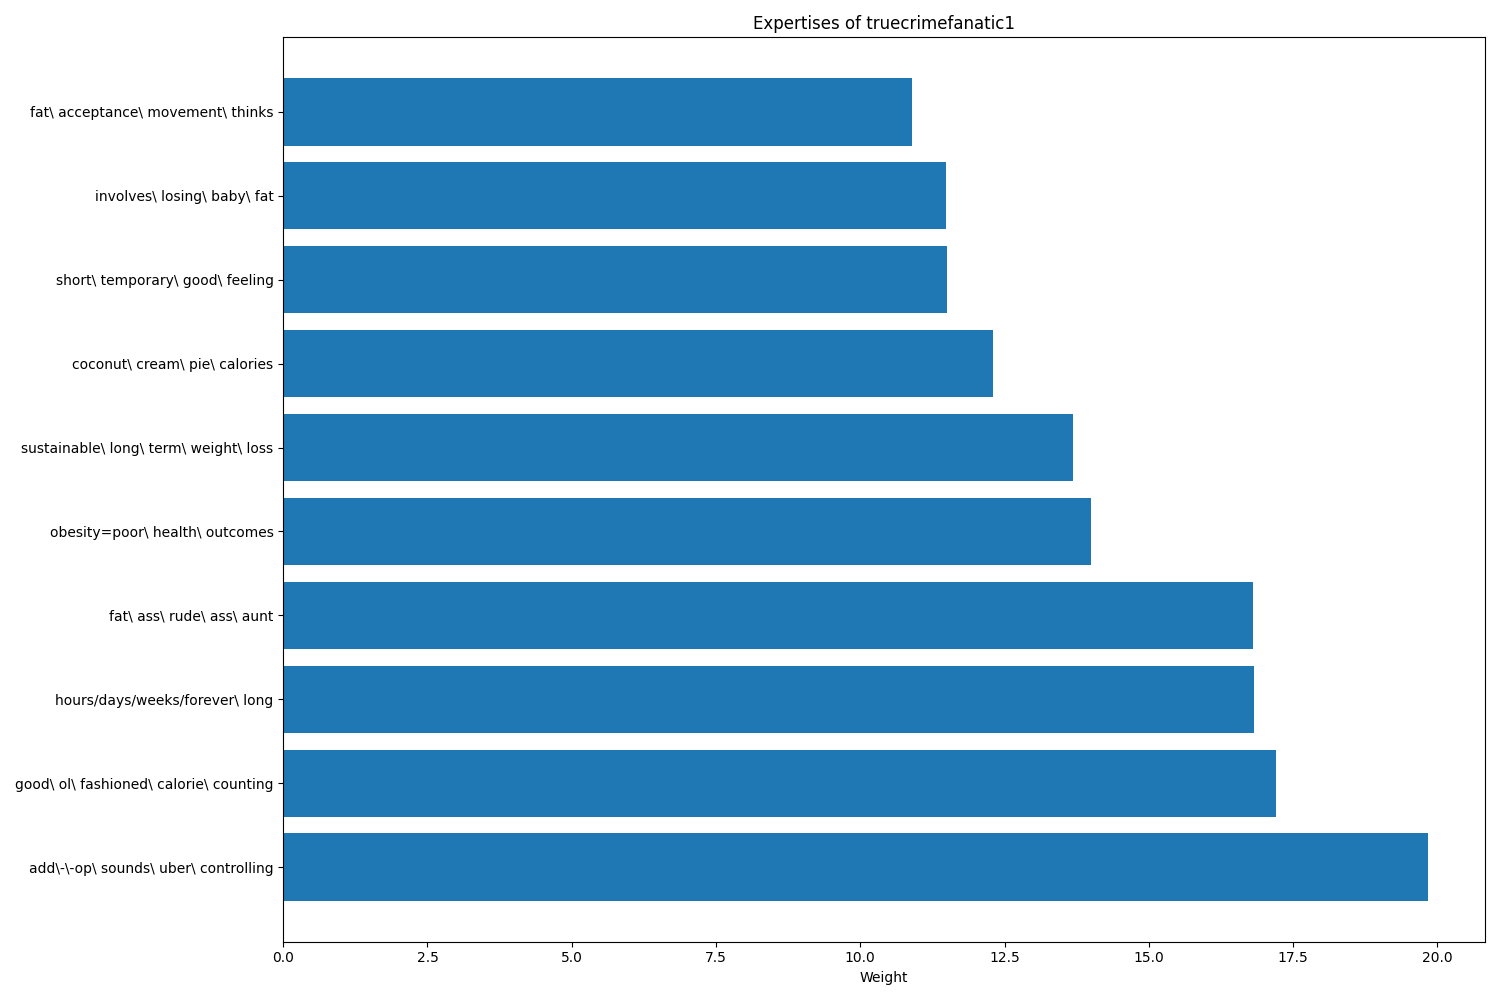 Expertises of truecrimefanatic1
fat\ acceptance\ movement\ thinks
involves\ losing\ baby\ fat
short\ temporary\ good\ feeling
coconut\ cream\ pie\ calories
sustainable\ long\ term\ weight\ loss
obesity=poor\ health\ outcomes
fat\ ass\ rude\ ass\ aunt
hours/days/weeks/forever\ long
good\ ol\ fashioned\ calorie\ counting
add\-\-op\ sounds\ uber\ controlling
0.0 2.5 5.0 7.5 10.0 12.5 15.0 17.5 20.0
Weight